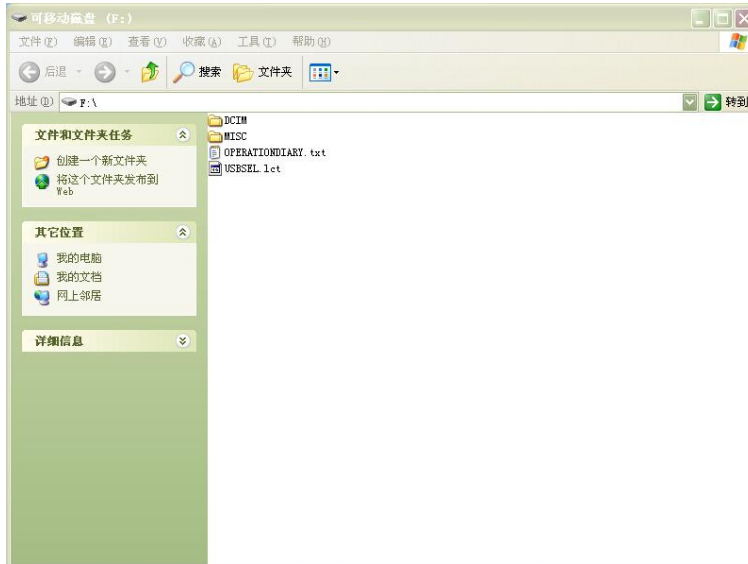 可移动磁盘 (F:)
文件(F) 编辑(E) 查看(V) 收藏(A) 工具(T) 帮助(H)
后退 搜索 文件夹
地址(D) F:\ 转到
DCIM
MISC
OPERATIONDIARY.txt
USBSEL.lct
文件和文件夹任务
创建一个新文件夹
将这个文件夹发布到
Web
其它位置
我的电脑
我的文档
网上邻居
详细信息